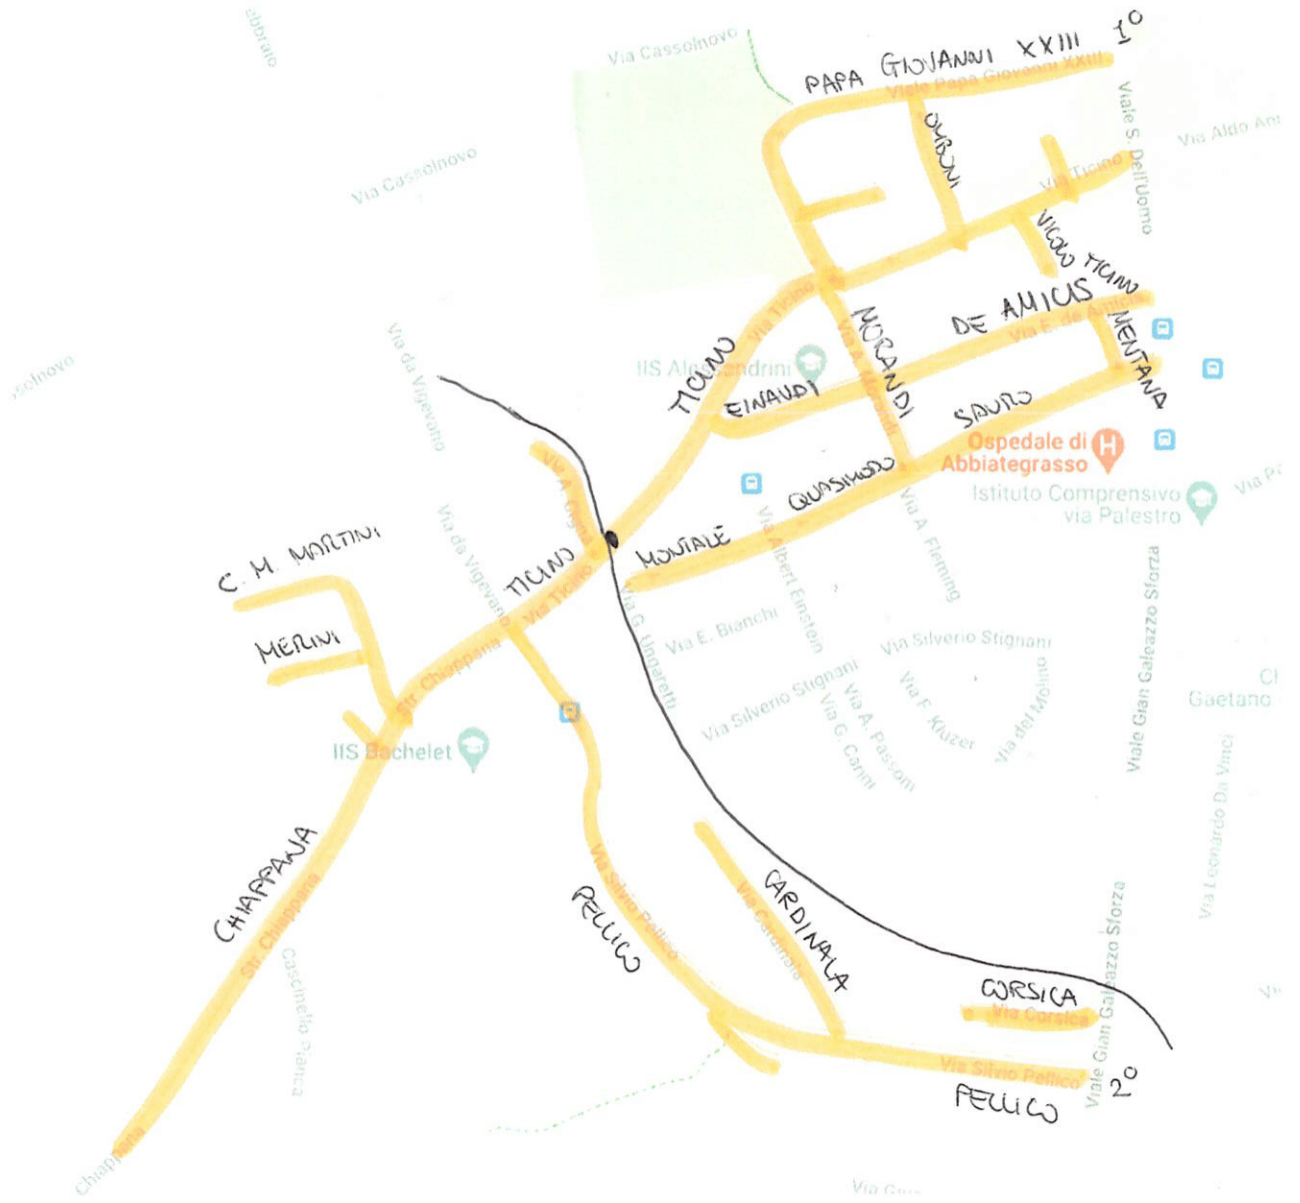 Via Cassolnovo
PAPA GIOVANNI XXIII 1°
Viale Papa Giovanni XXIII
Via Cassolnovo
OMBONI
Viale S. Dell'Uomo
Via Ticino
VICOLO TICINO
Via Ticino
DE AMICIS
Via E. de Amicis
MENTANA
MORANDI
Via A. Morandi
TICINO
IIS Alessandrini
EINAUDI
SAURO
Via da Vigevano
Ospedale di
Abbiategrasso
H
QUASIMODO
Istituto Comprensivo
via Palestro
MONTALE
Via Albert Einstein
Via A. Fleming
Via da Vigevano
TICINO
Via Ticino
C. M. MARTINI
MERINI
Via G. Ungaretti
Via E. Bianchi
Via Silverio Stignani
Via Silverio Stignani
Via F. Kluzer
Via del Molino
Via A. Passoni
Via G. Carini
Viale Gian Galeazzo Sforza
Gaetano
Str. Chiappana
IIS Bachelet
Via Leonardo Da Vinci
CHIAPPANA
Str. Chiappana
Via Silvio Pellico
PELLICO
CARDINALA
Via Cardinala
CORSICA
Via Corsica
Viale Gian Galeazzo Sforza
Via Silvio Pellico
PELLICO
2°
Chiappana